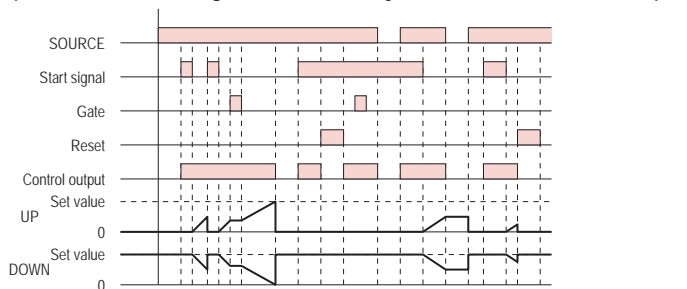 SOURCE
Start signal
Gate
Reset
Control output
Set value
UP
0
Set value
DOWN
0